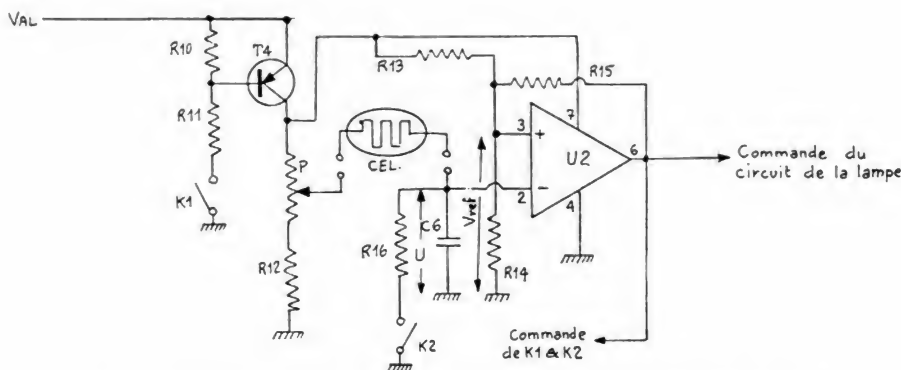 VAL
R10
T4
R13
R15
R11
P
CEL.
3
+
7
U2
6
Commande du
circuit de la lampe
K1
2
−
4
Vref
R16
U
C6
R14
R12
K2
Commande
de K1 & K2